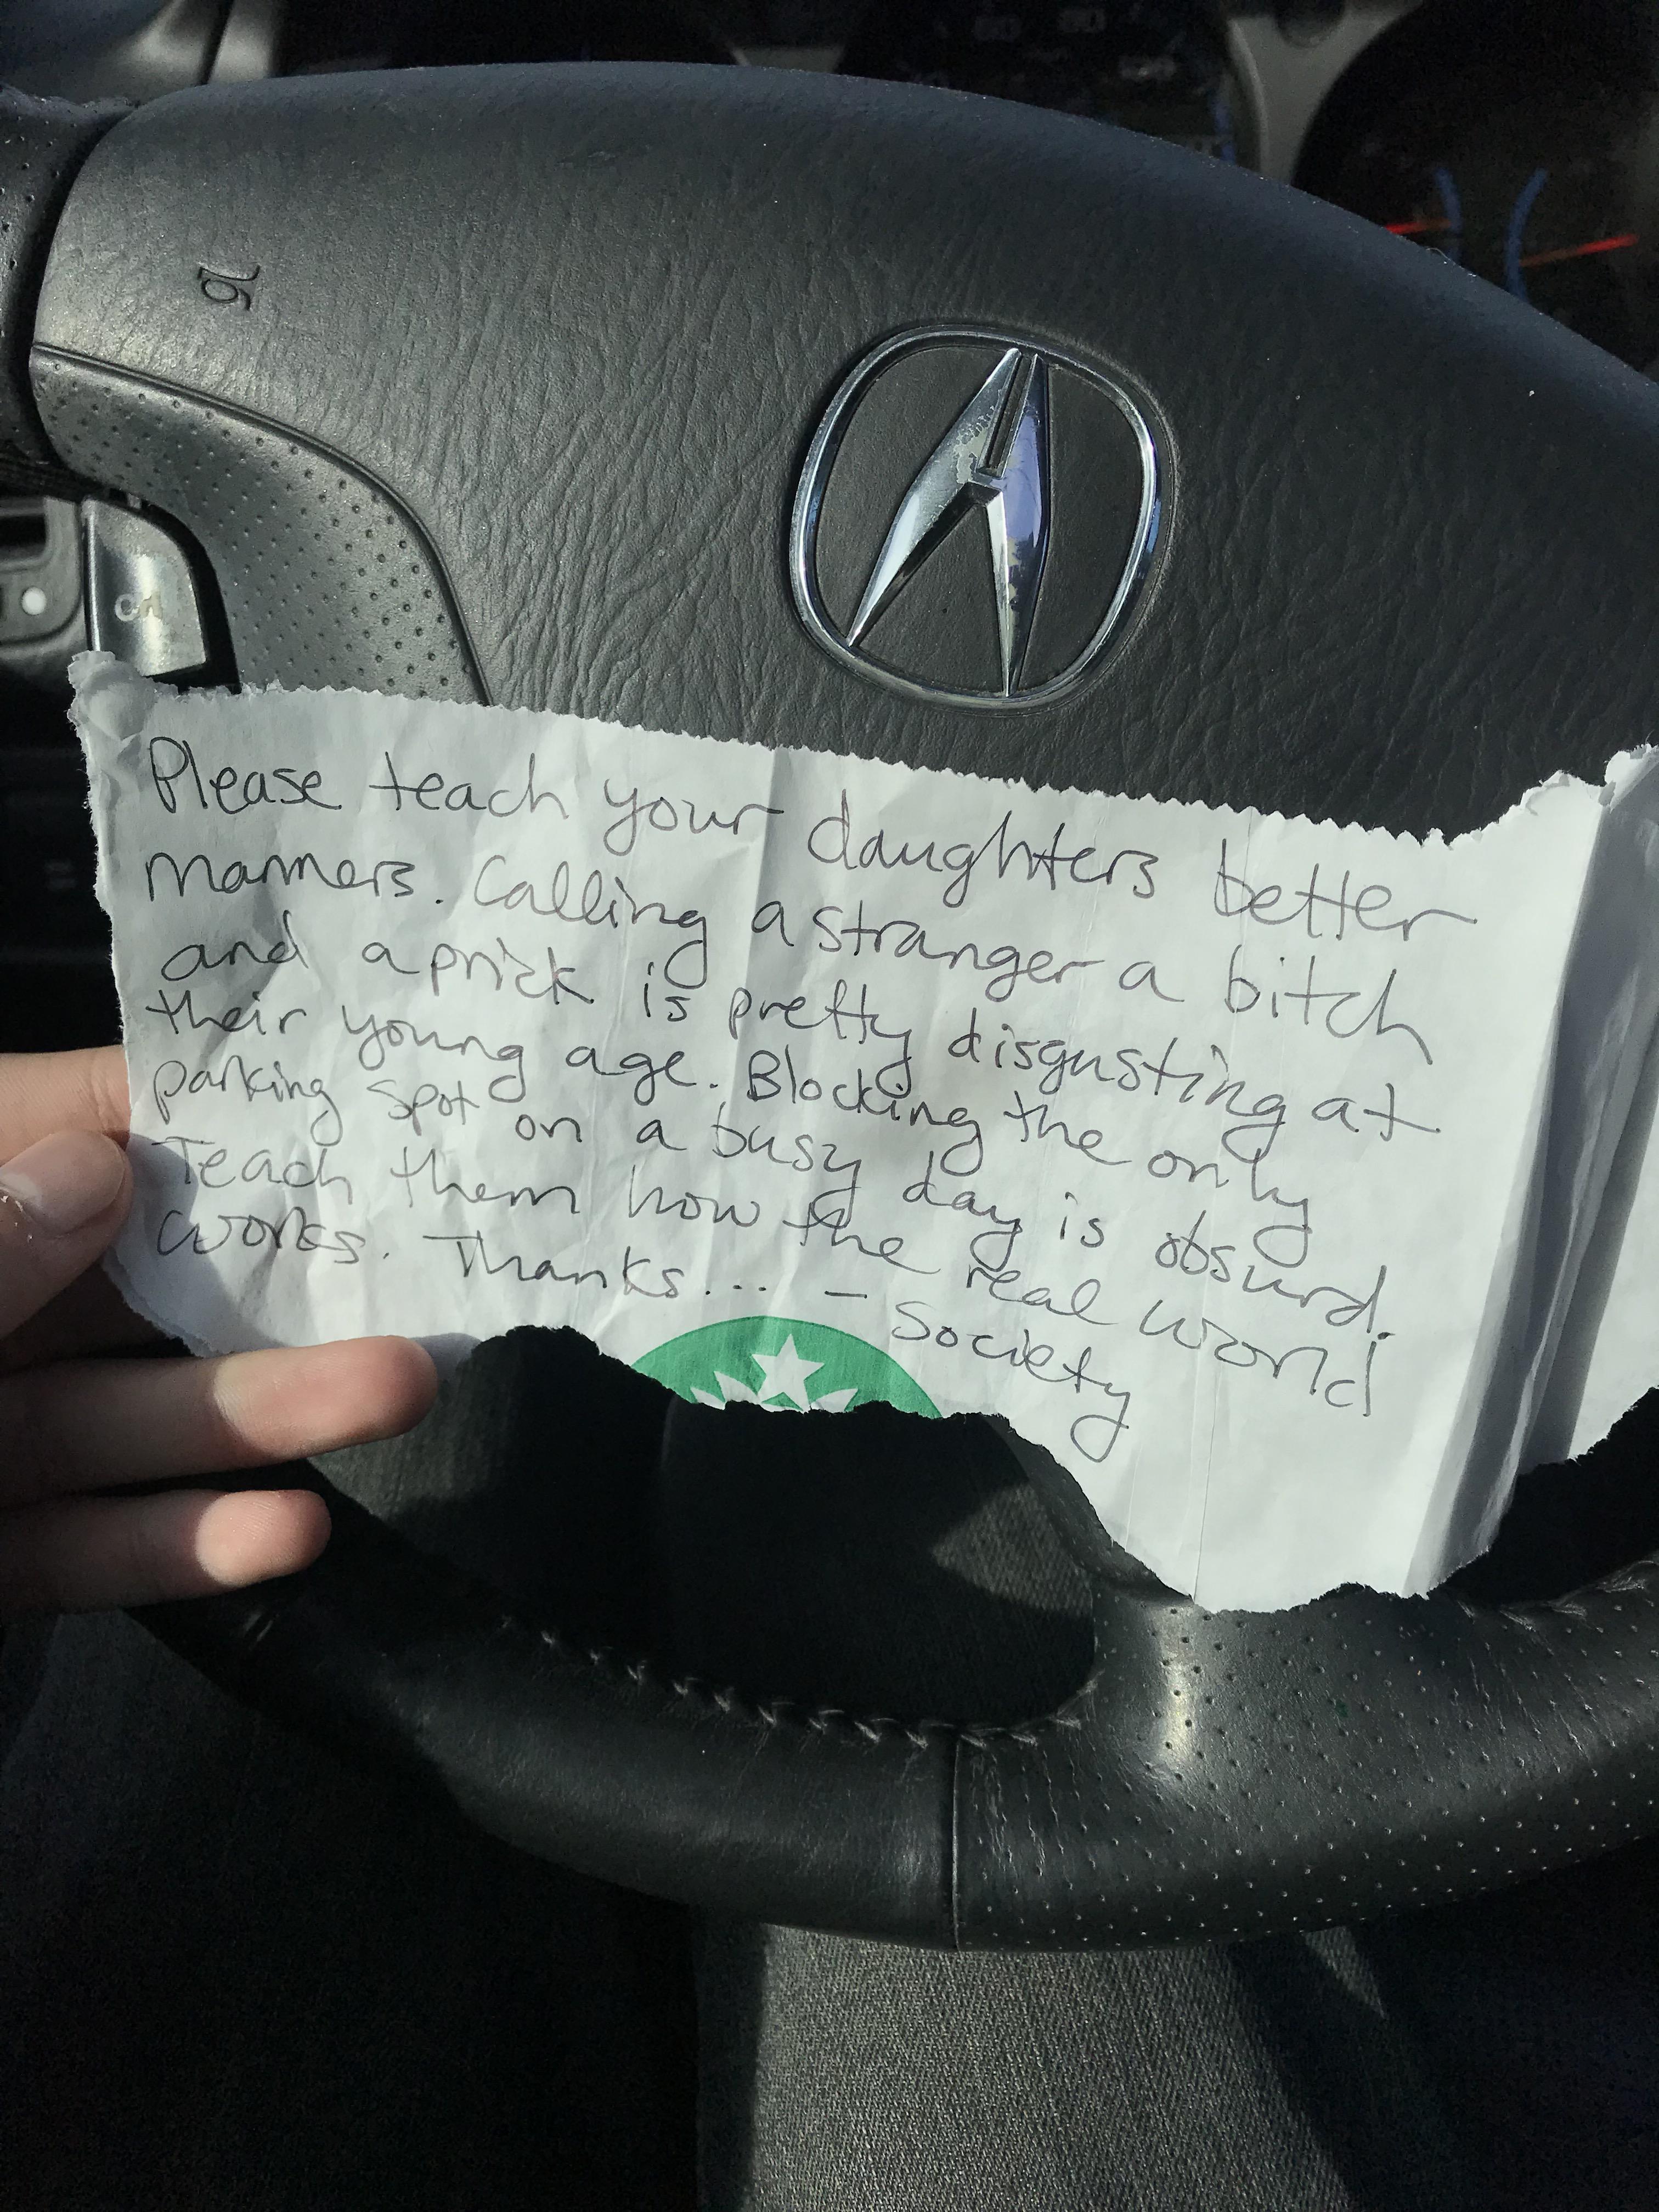 Please teach your daughters better
manners. Calling a stranger a bitch
and a prick is pretty disgusting at
their young age. Blocking the only
parking spot on a busy day is absurd.
Teach them how the real world
works. Thanks... - Society